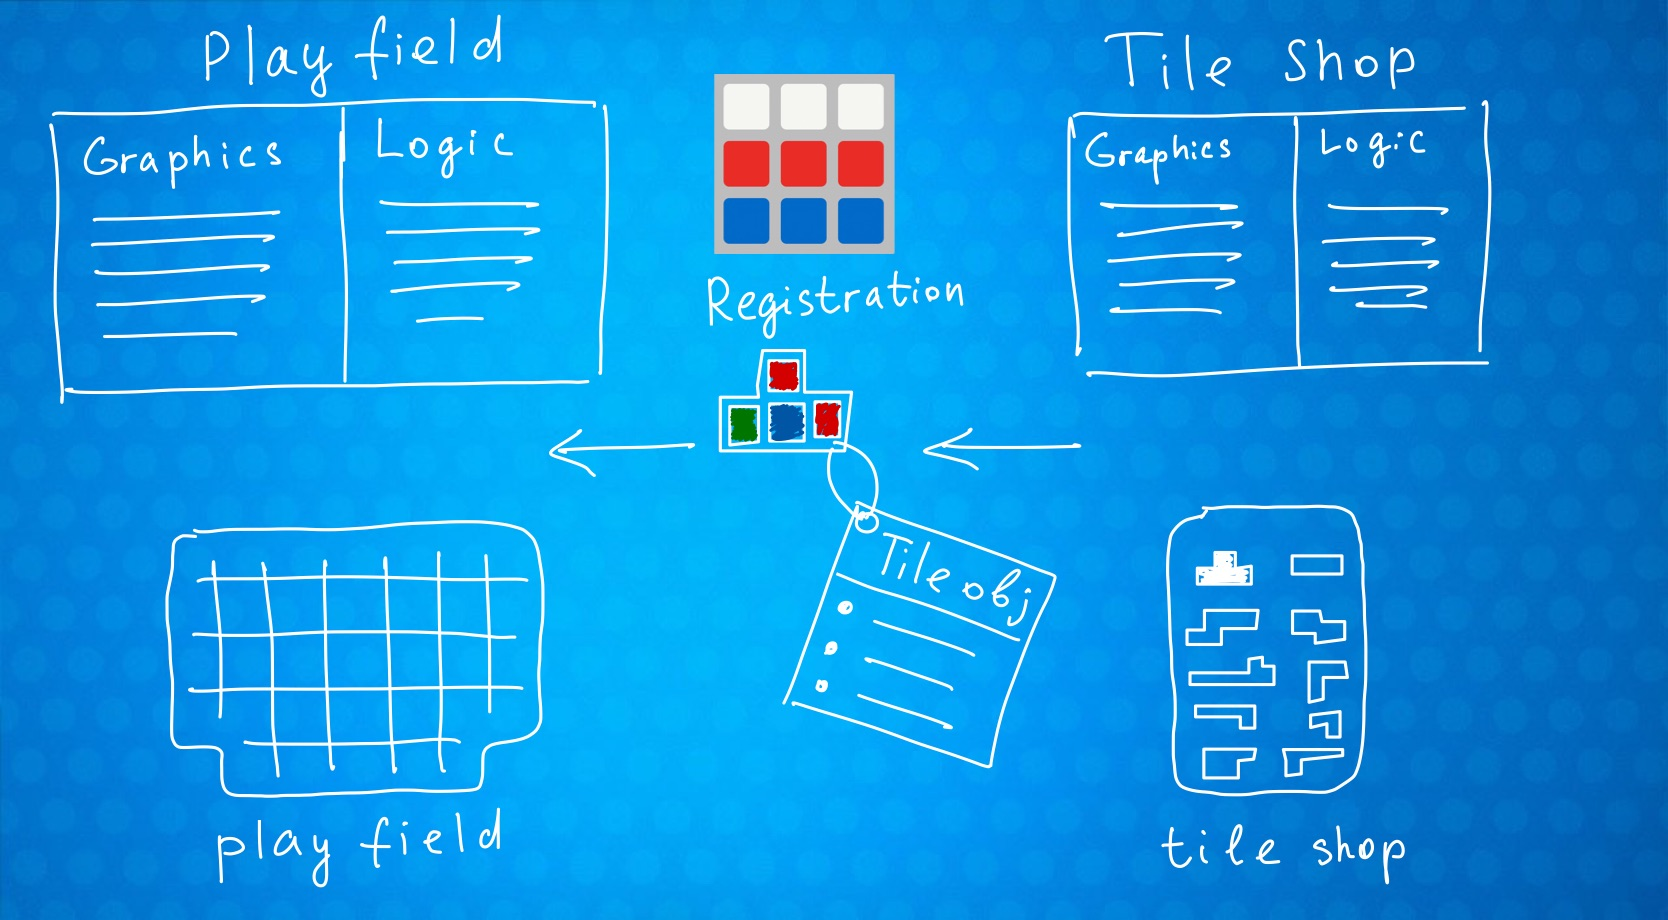 Play field
Graphics
Logic
Registration
Tile Shop
Graphics
Logic
Tile obj
play field
tile shop